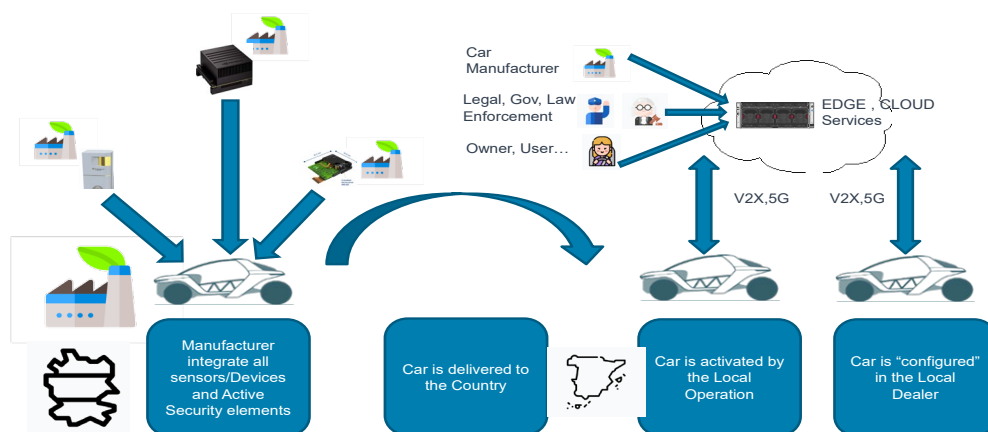 Car
Manufacturer
Legal, Gov, Law
Enforcement
Owner, User…
EDGE , CLOUD
Services
V2X,5G
V2X,5G
Manufacturer
integrate all
sensors/Devices
and Active
Security elements
Car is delivered to
the Country
Car is activated by
the Local
Operation
Car is “configured”
in the Local
Dealer